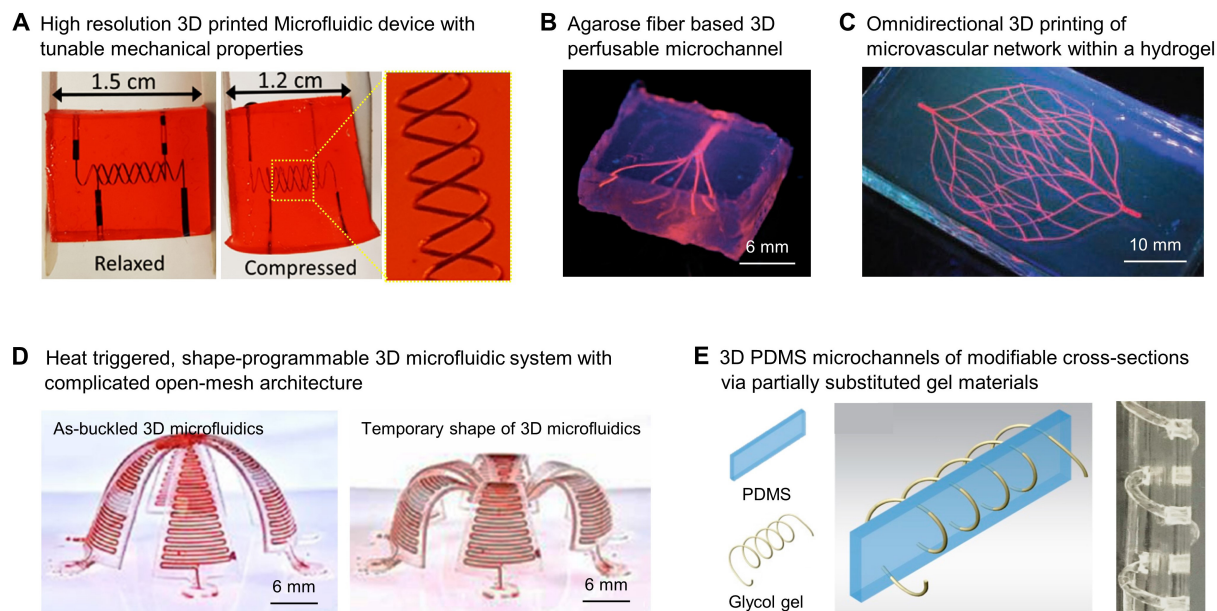 A High resolution 3D printed Microfluidic device with
tunable mechanical properties
1.5 cm
1.2 cm
Relaxed
Compressed
B Agarose fiber based 3D
perfusable microchannel
6 mm
C Omnidirectional 3D printing of
microvascular network within a hydrogel
10 mm
D Heat triggered, shape-programmable 3D microfluidic system with
complicated open-mesh architecture
As-buckled 3D microfluidics
6 mm
Temporary shape of 3D microfluidics
6 mm
E 3D PDMS microchannels of modifiable cross-sections
via partially substituted gel materials
PDMS
Glycol gel